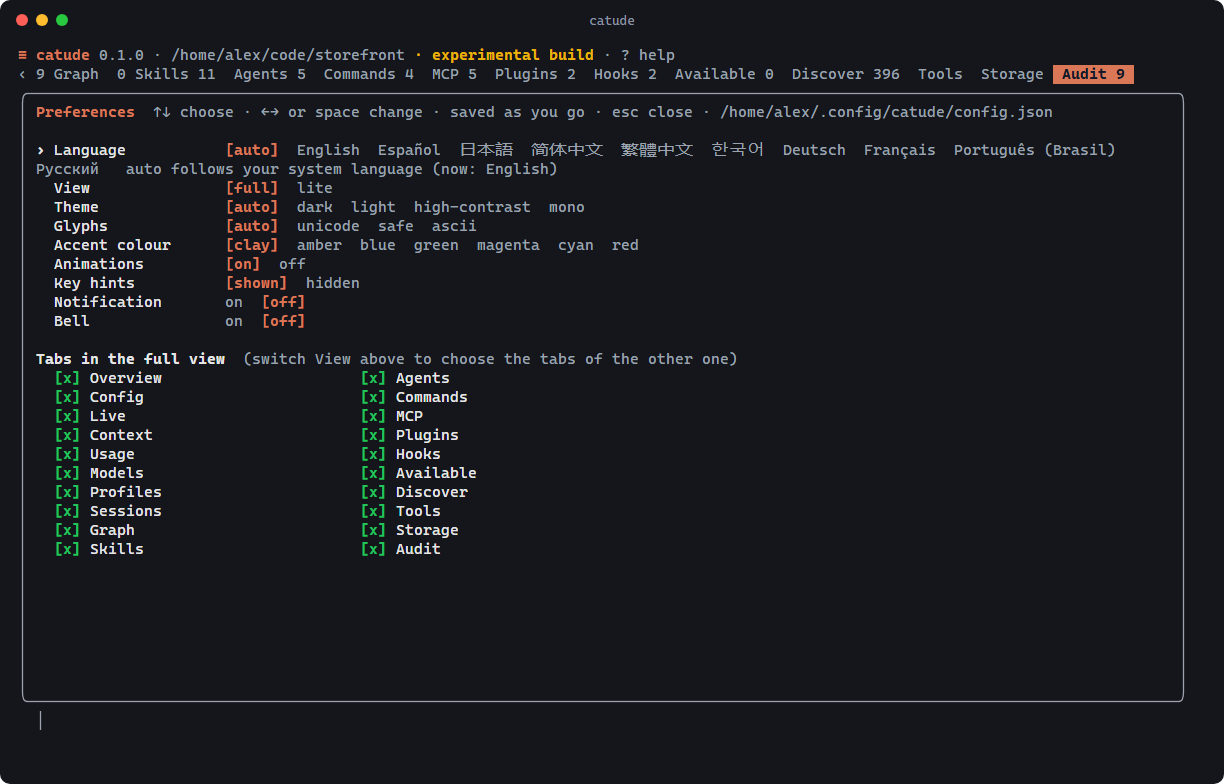 catude
≡ catude 0.1.0 · /home/alex/code/storefront · experimental build · ? help
‹ 9 Graph  0 Skills 11  Agents 5  Commands 4  MCP 5  Plugins 2  Hooks 2  Available 0  Discover 396  Tools  Storage  Audit 9
Preferences  ↑↓ choose · ←→ or space change · saved as you go · esc close · /home/alex/.config/catude/config.json
› Language  [auto]  English  Español  日本語  简体中文  繁體中文  한국어  Deutsch  Français  Português (Brasil)
Русский  auto follows your system language (now: English)
View  [full]  lite
Theme  [auto]  dark  light  high-contrast  mono
Glyphs  [auto]  unicode  safe  ascii
Accent colour  [clay]  amber  blue  green  magenta  cyan  red
Animations  [on]  off
Key hints  [shown]  hidden
Notification  on  [off]
Bell  on  [off]
Tabs in the full view  (switch View above to choose the tabs of the other one)
[x] Overview  [x] Agents
[x] Config  [x] Commands
[x] Live  [x] MCP
[x] Context  [x] Plugins
[x] Usage  [x] Hooks
[x] Models  [x] Available
[x] Profiles  [x] Discover
[x] Sessions  [x] Tools
[x] Graph  [x] Storage
[x] Skills  [x] Audit